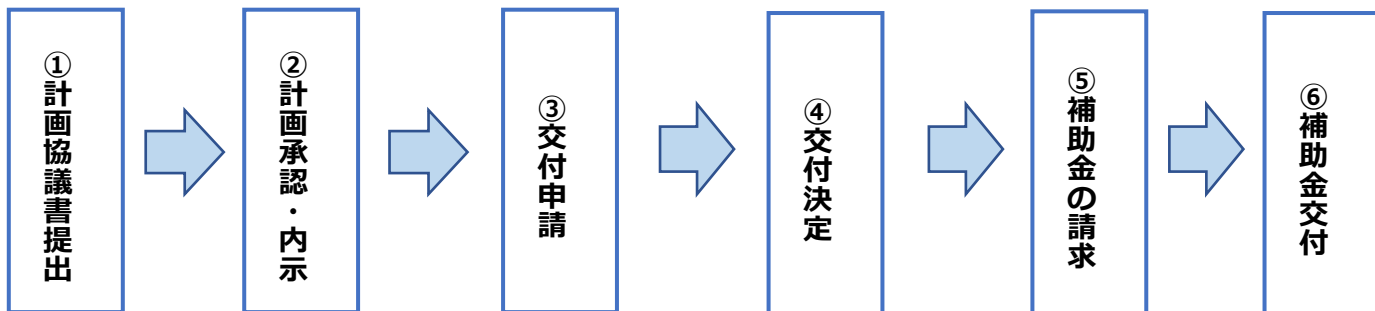 ①計画協議書提出
②計画承認・内示
③交付申請
④交付決定
⑤補助金の請求
⑥補助金交付